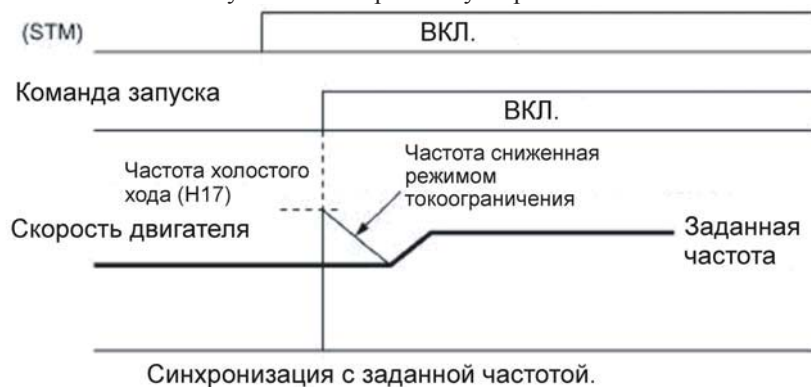 (STM)
ВКЛ.
Команда запуска
ВКЛ.
Частота холостого
хода (H17)
Частота сниженная
режимом
токоограничения
Скорость двигателя
Заданная
частота
Синхронизация с заданной частотой.